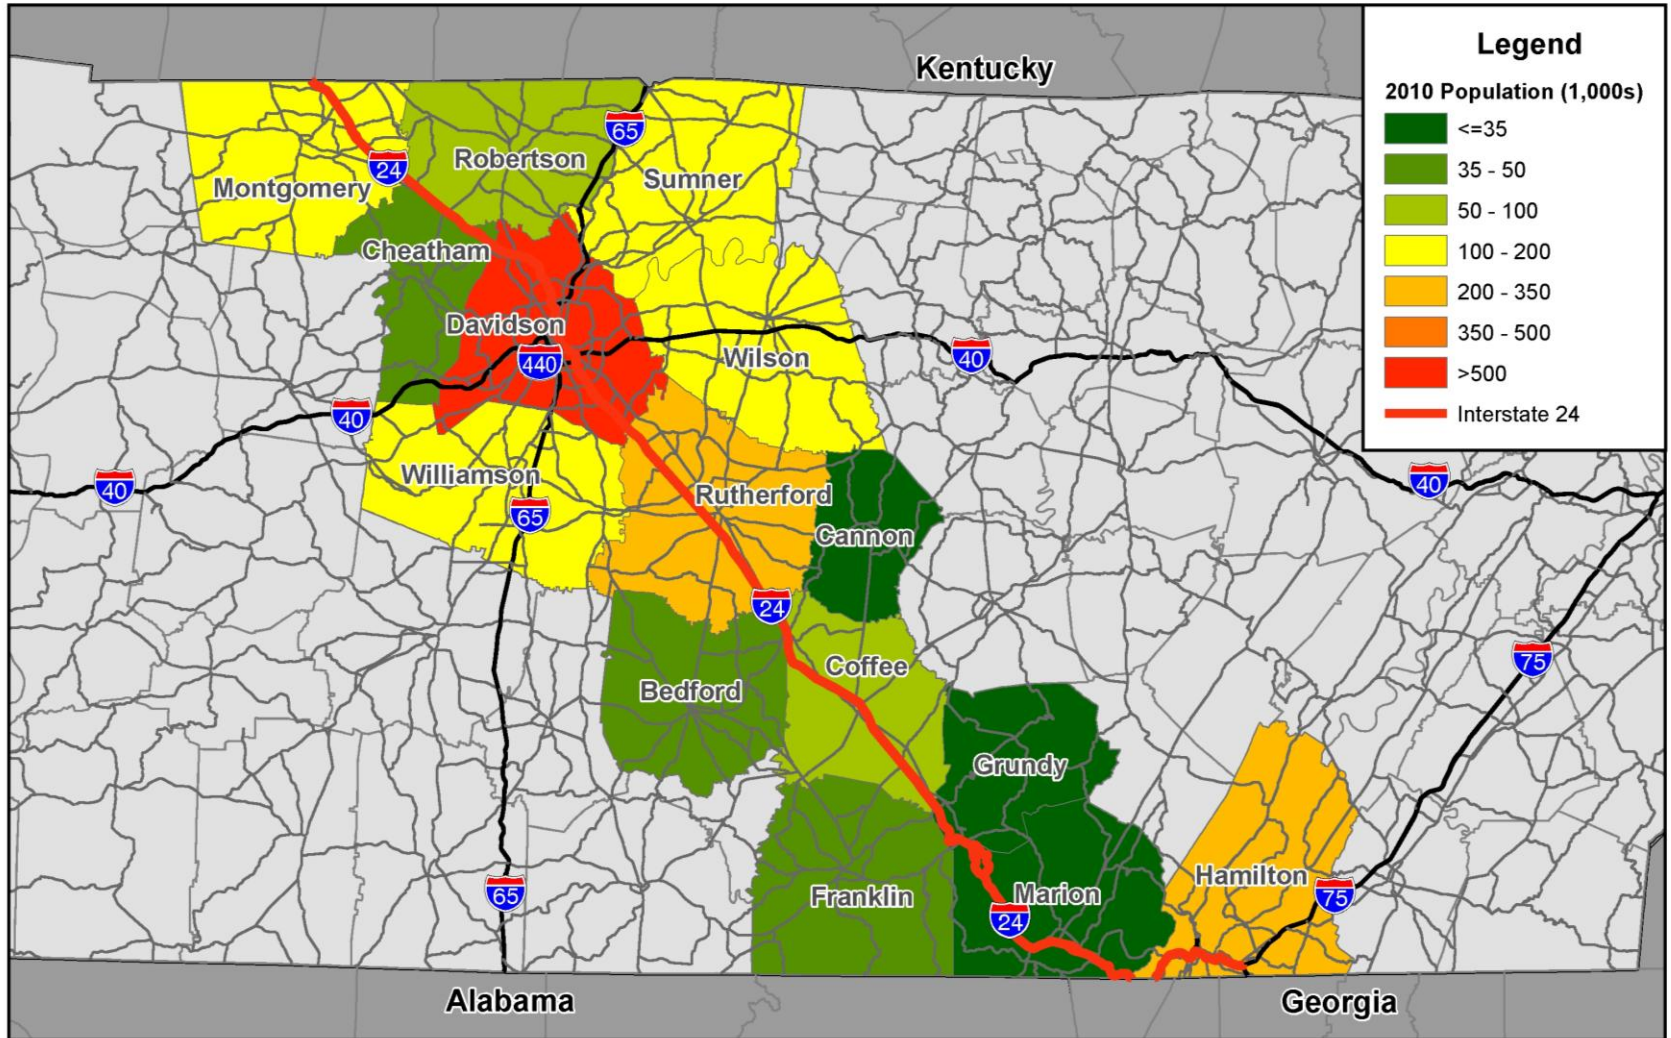 Kentucky
Legend
2010 Population (1,000s)
<=35
35 - 50
50 - 100
100 - 200
200 - 350
350 - 500
>500
Interstate 24
65
24
Robertson
Sumner
Montgomery
Cheatham
Davidson
440
Wilson
40
40
40
40
Williamson
65
Rutherford
Cannon
24
Coffee
75
Bedford
Grundy
Hamilton
65
Franklin
Marion
75
24
Alabama
Georgia